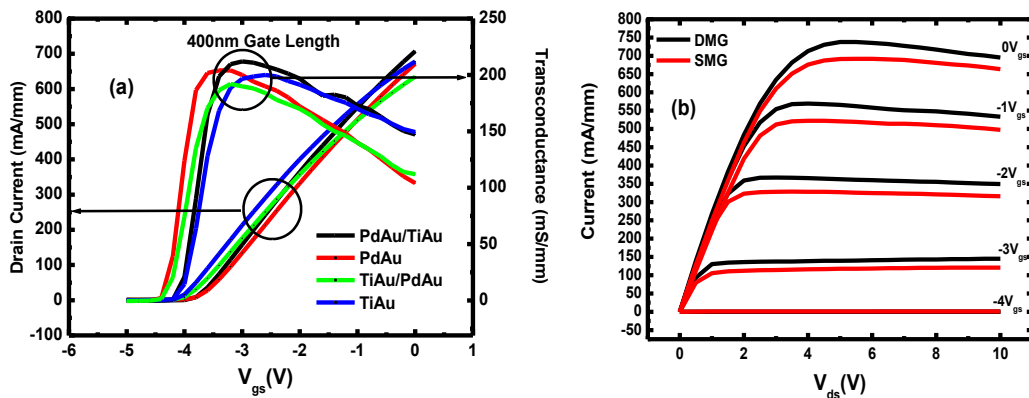 (a)
400nm Gate Length
Drain Current (mA/mm)
800
700
600
500
400
300
200
100
0
-100
Transconductance (mS/mm)
250
200
150
100
50
0
PdAu/TiAu
PdAu
TiAu/PdAu
TiAu
-6 -5 -4 -3 -2 -1 0 1
Vgs(V)
(b)
DMG
SMG
Current (mA/mm)
800
750
700
650
600
550
500
450
400
350
300
250
200
150
100
50
0
-50
0Vgs
-1Vgs
-2Vgs
-3Vgs
-4Vgs
0 2 4 6 8 10
Vds(V)